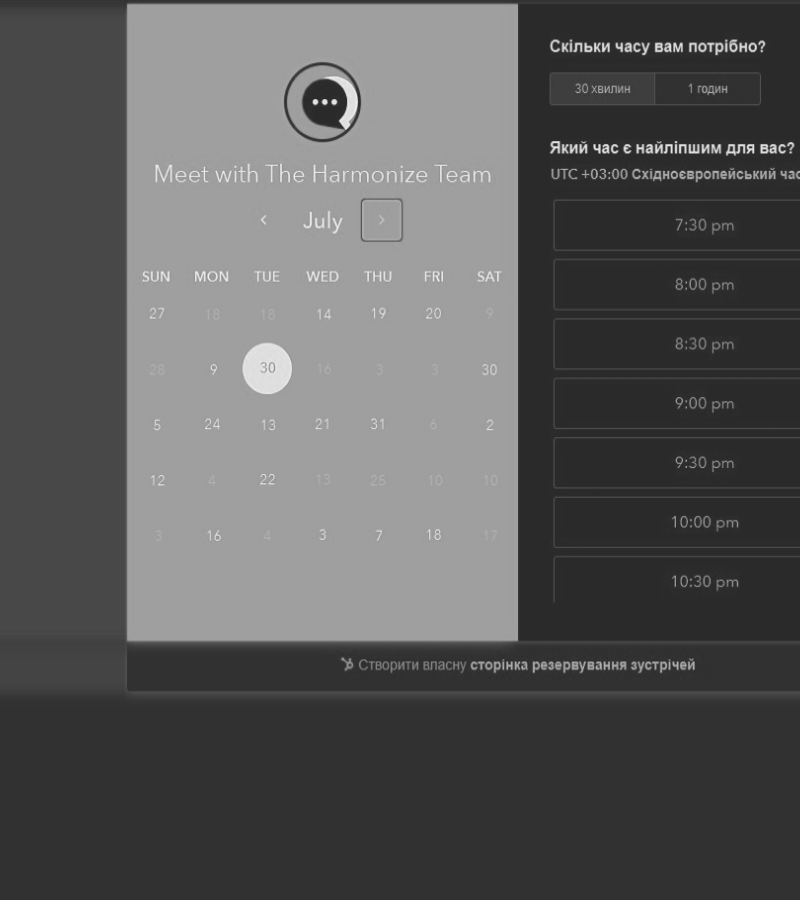 Meet with The Harmonize Team
July
SUN MON TUE WED THU FRI SAT
27 18 18 14 19 20 9
28 9 30 16 3 3 30
5 24 13 21 31 6 2
12 4 22 13 25 10 10
3 16 4 3 7 18 17
Скільки часу вам потрібно?
30 хвилин 1 годин
Який час є найліпшим для вас?
UTC +03:00 Східноєвропейський час
7:30 pm
8:00 pm
8:30 pm
9:00 pm
9:30 pm
10:00 pm
10:30 pm
Створити власну сторінка резервування зустрічей